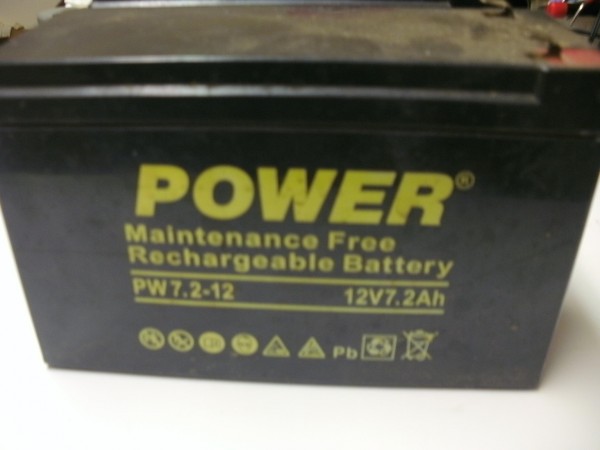 POWER®
Maintenance Free
Rechargeable Battery
PW7.2-12 12V7.2Ah
Pb